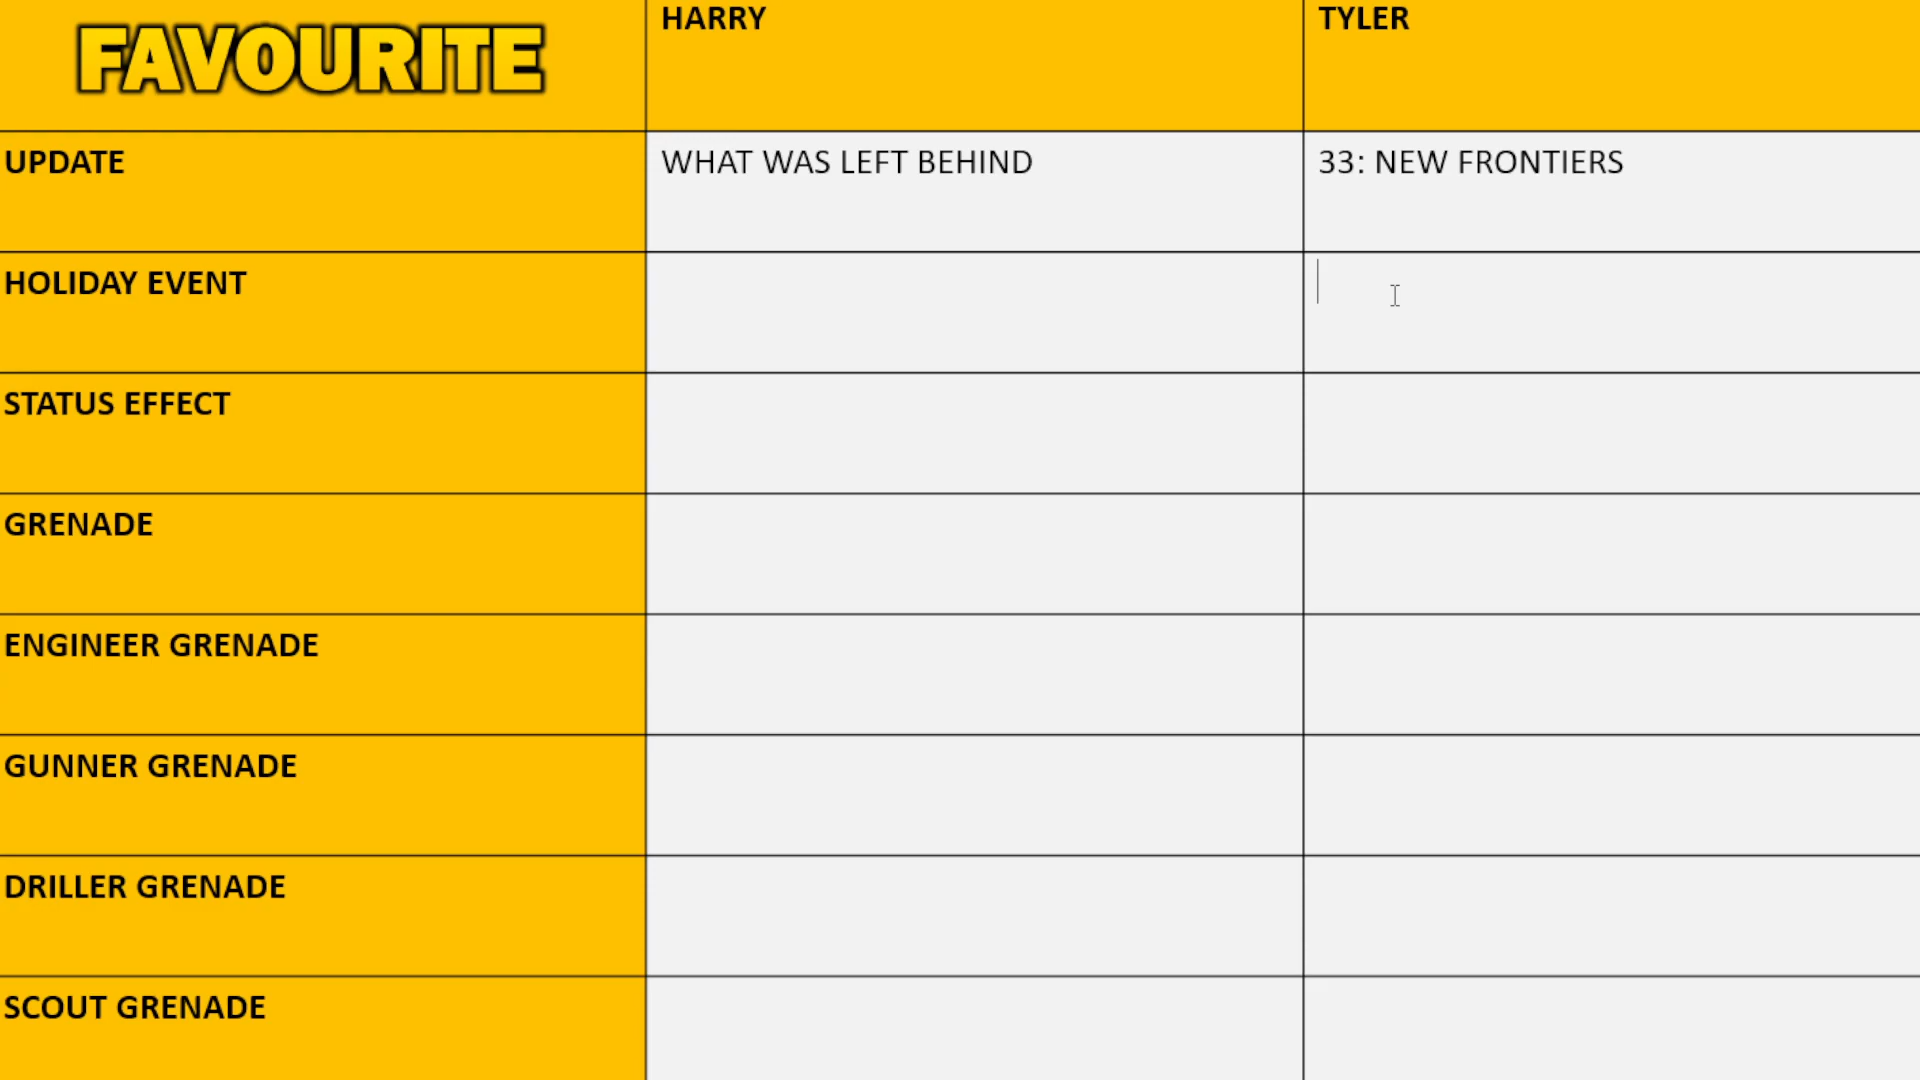 FAVOURITE
HARRY
TYLER
UPDATE
WHAT WAS LEFT BEHIND
33: NEW FRONTIERS
HOLIDAY EVENT
STATUS EFFECT
GRENADE
ENGINEER GRENADE
GUNNER GRENADE
DRILLER GRENADE
SCOUT GRENADE